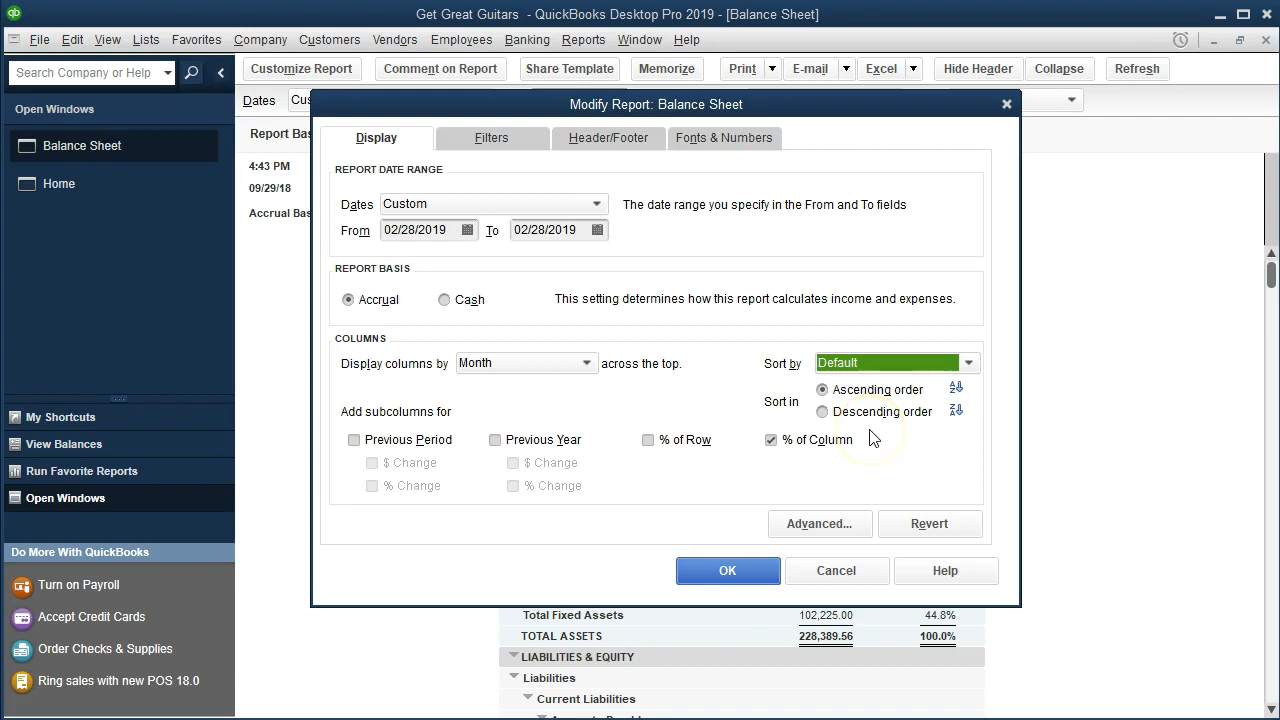 Get Great Guitars - QuickBooks Desktop Pro 2019 - [Balance Sheet]
File Edit View Lists Favorites Company Customers Vendors Employees Banking Reports Window Help
Search Company or Help
Customize Report Comment on Report Share Template Memorize Print E-mail Excel Hide Header Collapse Refresh
Open Windows
Dates Cus
Modify Report: Balance Sheet
Balance Sheet
Home
Report Bas
4:43 PM
09/29/18
Accrual Bas
Display Filters Header/Footer Fonts & Numbers
REPORT DATE RANGE
Dates Custom The date range you specify in the From and To fields
From 02/28/2019 To 02/28/2019
REPORT BASIS
Accrual Cash This setting determines how this report calculates income and expenses.
COLUMNS
Display columns by Month across the top. Sort by Default
Sort in Ascending order
Descending order
Add subcolumns for
Previous Period Previous Year % of Row % of Column
$ Change $ Change
% Change % Change
Advanced... Revert
OK Cancel Help
My Shortcuts
View Balances
Run Favorite Reports
Open Windows
Do More With QuickBooks
Turn on Payroll
Accept Credit Cards
Order Checks & Supplies
Ring sales with new POS 18.0
Total Fixed Assets 102,225.00 44.8%
TOTAL ASSETS 228,389.56 100.0%
LIABILITIES & EQUITY
Liabilities
Current Liabilities